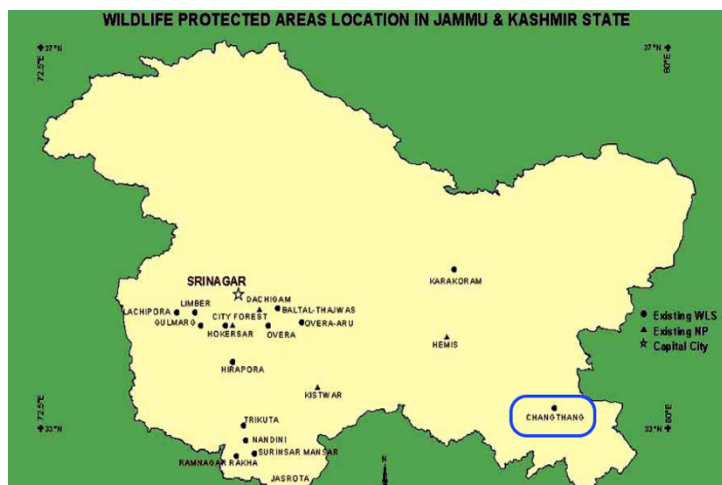 WILDLIFE PROTECTED AREAS LOCATION IN JAMMU & KASHMIR STATE
37°N
37°N
72.5°E
80°E
KARAKORAM
SRINAGAR
DACHIGAM
LIMBER
BALTAL-THAJWAS
LACHIPORA
CITY FOREST
Existing WLS
GULMARG
OVERA-ARU
HOKERSAR
OVERA
Existing NP
HEMIS
Capital City
HIRAPORA
KISTWAR
72.5°E
80°E
CHANGTHANG
TRIKUTA
33°N
33°N
NANDINI
SURINSAR MANSAR
RAMNAGAR RAKHA
N
JASROTA